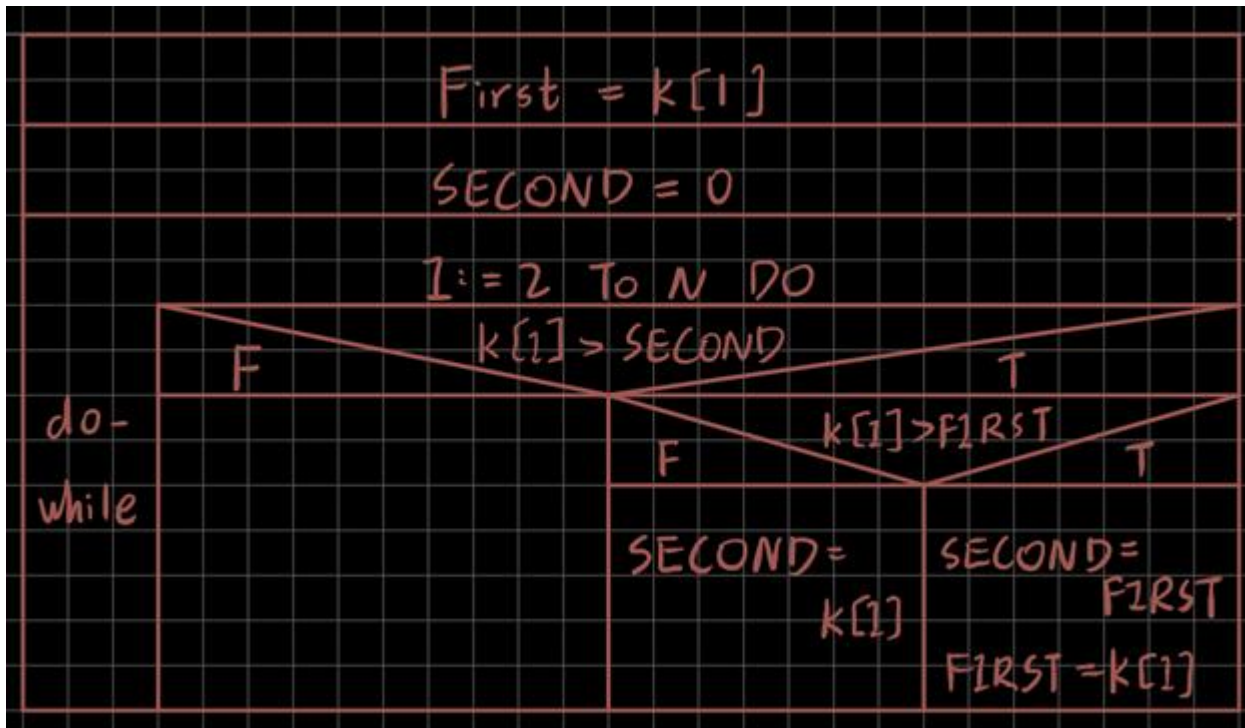 First = k[1]
SECOND = 0
I:= 2 To N DO
k[I] > SECOND
F
T
do-
while
k[I]>FIRST
F
T
SECOND=
k[I]
SECOND=
FIRST
FIRST =k[I]